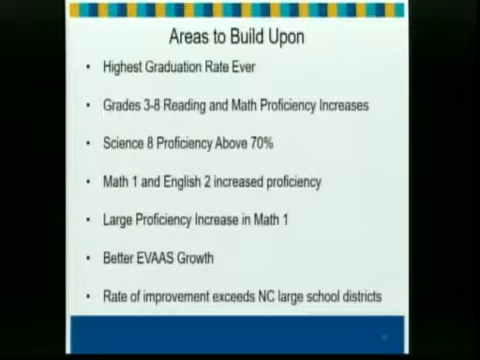 Areas to Build Upon
• Highest Graduation Rate Ever
• Grades 3-8 Reading and Math Proficiency Increases
• Science 8 Proficiency Above 70%
• Math 1 and English 2 increased proficiency
• Large Proficiency Increase in Math 1
• Better EVAAS Growth
• Rate of improvement exceeds NC large school districts